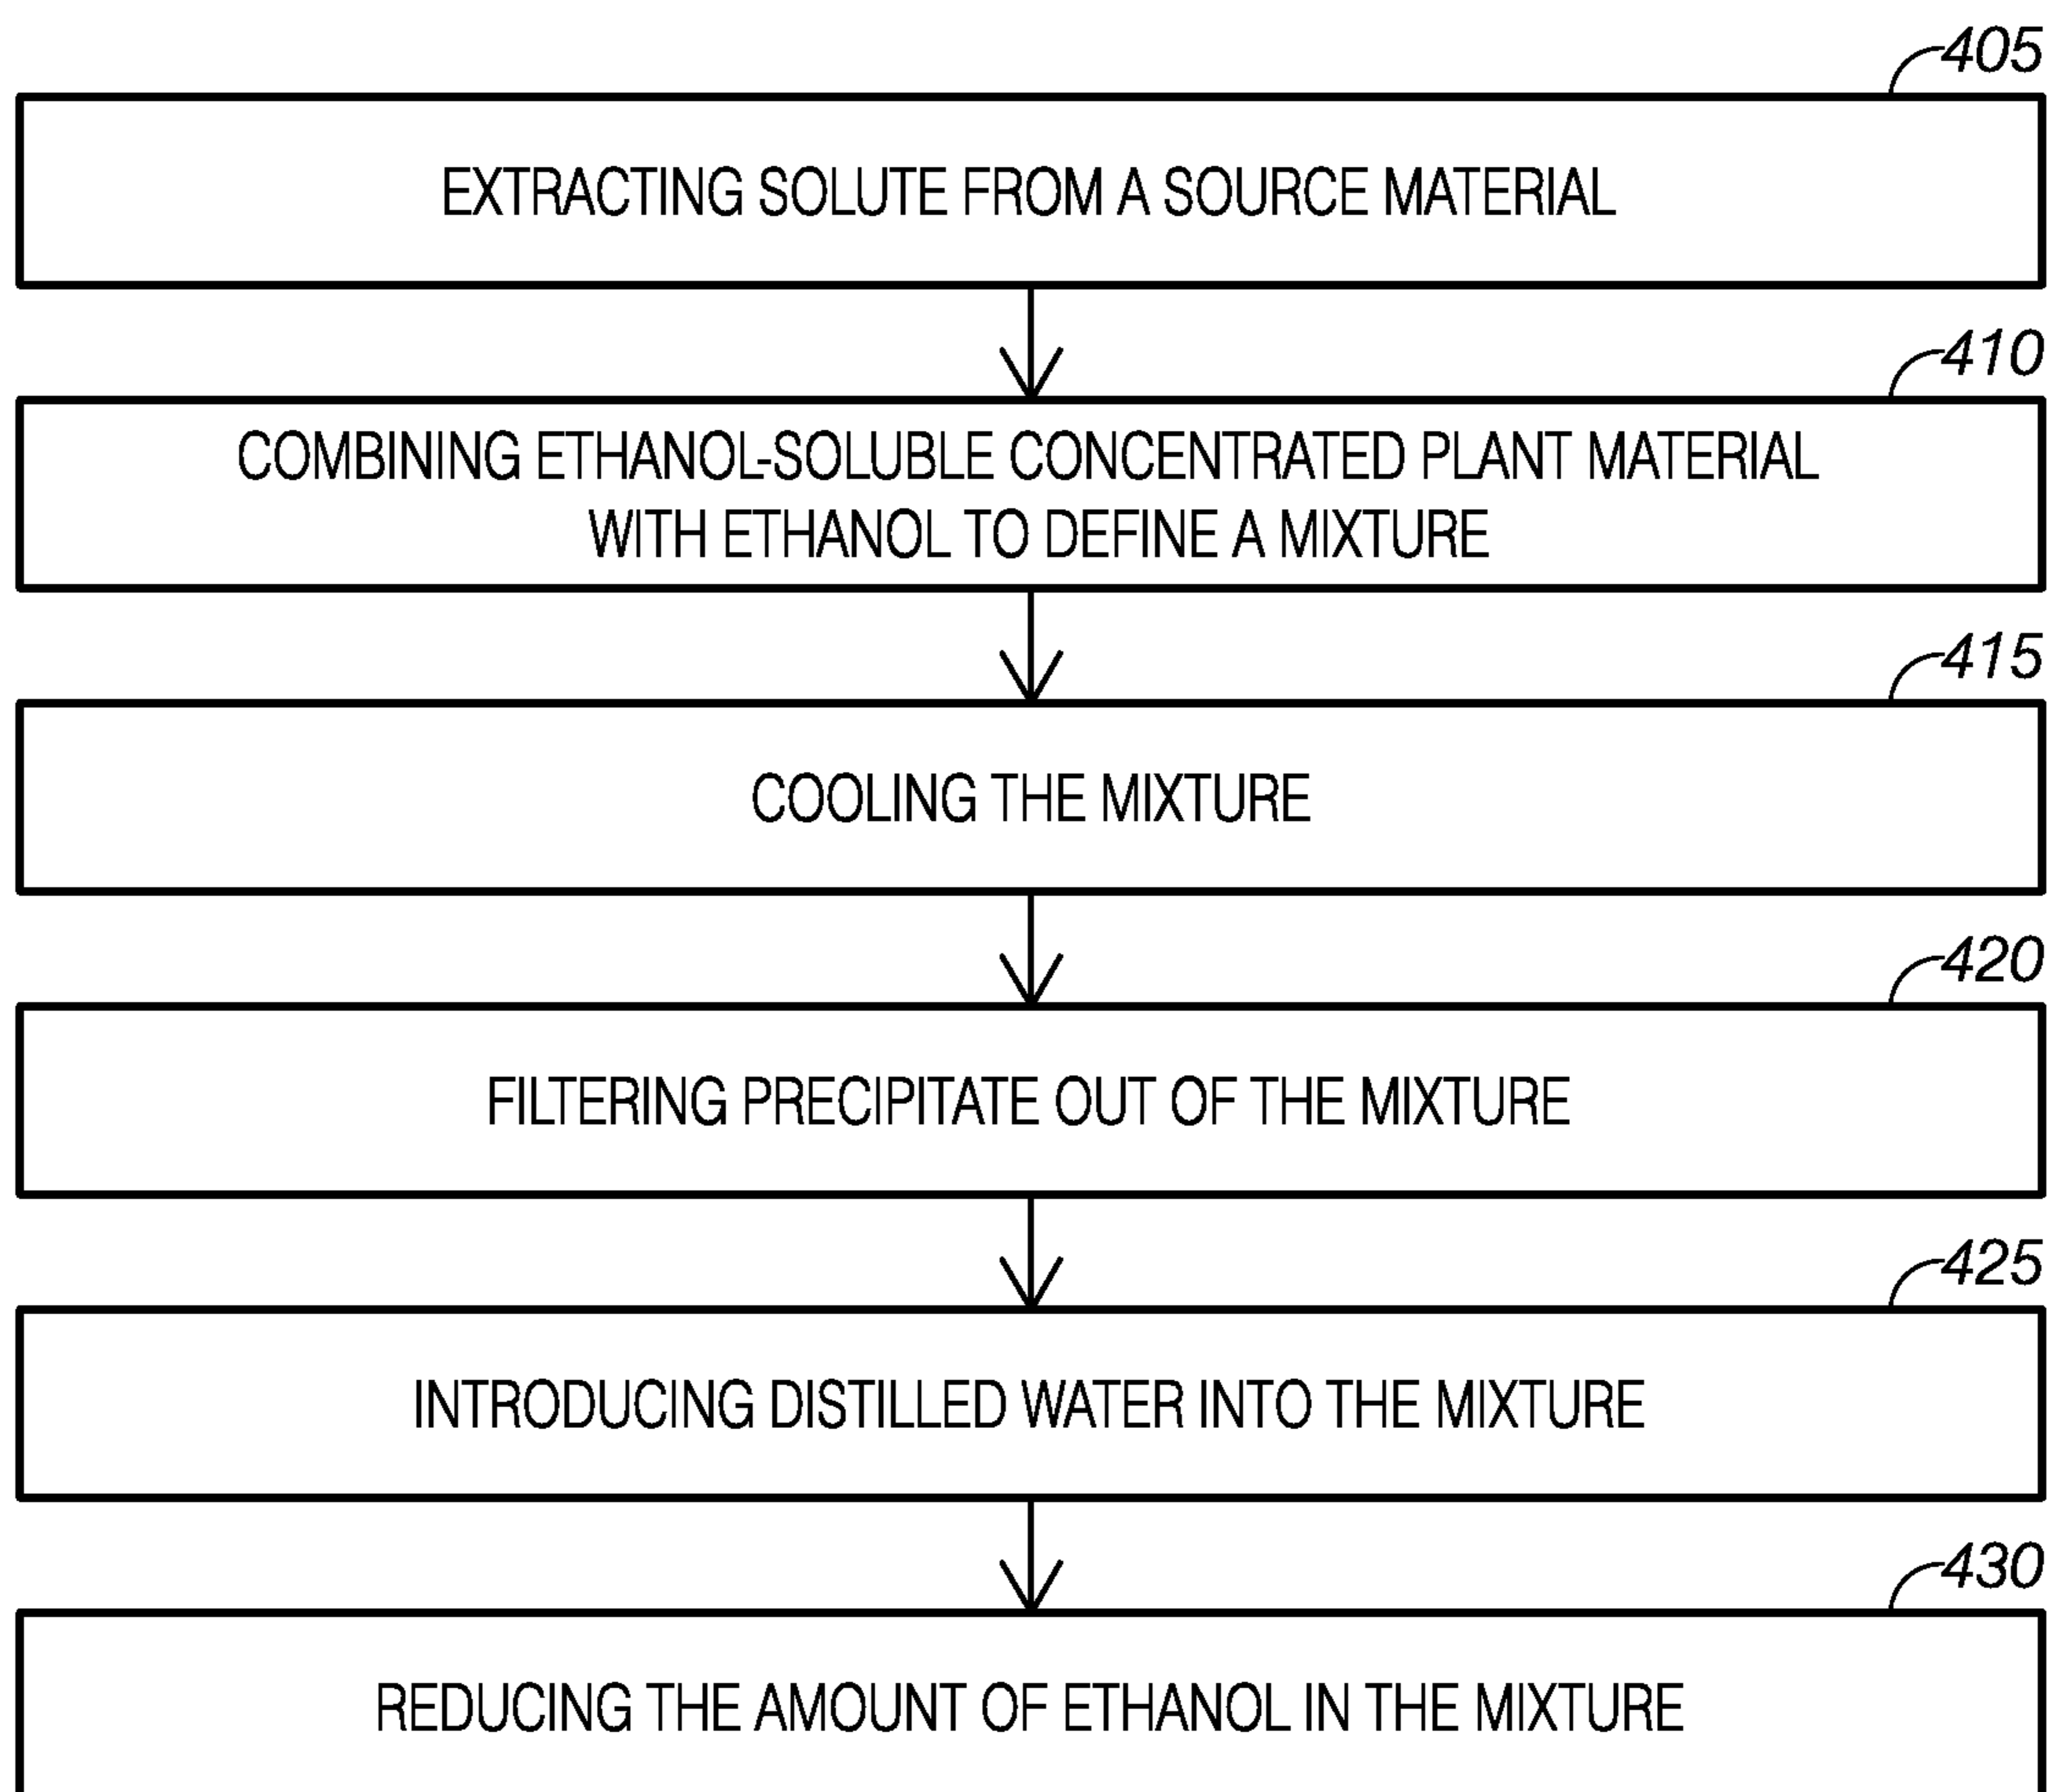 405
EXTRACTING SOLUTE FROM A SOURCE MATERIAL
410
COMBINING ETHANOL-SOLUBLE CONCENTRATED PLANT MATERIAL
WITH ETHANOL TO DEFINE A MIXTURE
415
COOLING THE MIXTURE
420
FILTERING PRECIPITATE OUT OF THE MIXTURE
425
INTRODUCING DISTILLED WATER INTO THE MIXTURE
430
REDUCING THE AMOUNT OF ETHANOL IN THE MIXTURE